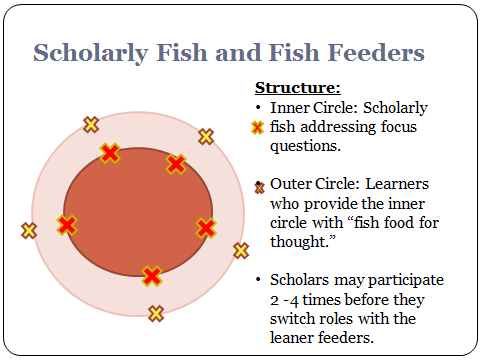 Scholarly Fish and Fish Feeders
Structure:
• Inner Circle: Scholarly
fish addressing focus
questions.
• Outer Circle: Learners
who provide the inner
circle with “fish food for
thought.”
• Scholars may participate
2 -4 times before they
switch roles with the
leaner feeders.